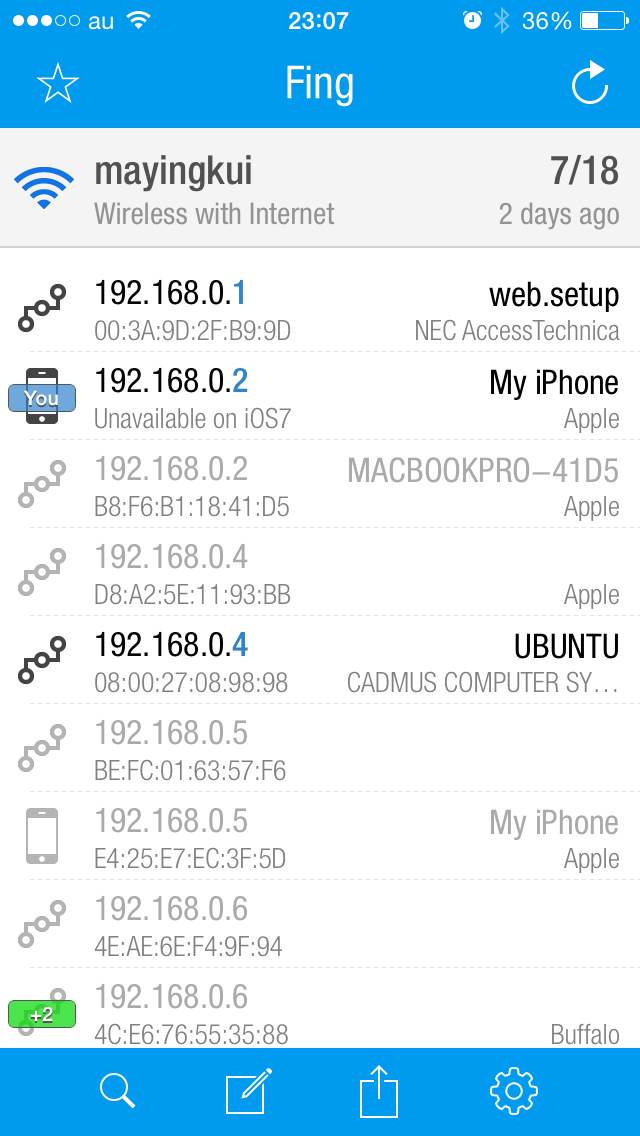 au 23:07 36%
Fing
mayingkui 7/18
Wireless with Internet 2 days ago
192.168.0.1 web.setup
00:3A:9D:2F:B9:9D NEC AccessTechnica
You
192.168.0.2 My iPhone
Unavailable on iOS7 Apple
192.168.0.2 MACBOOKPRO-41D5
B8:F6:B1:18:41:D5 Apple
192.168.0.4
D8:A2:5E:11:93:BB Apple
192.168.0.4 UBUNTU
08:00:27:08:98:98 CADMUS COMPUTER SY...
192.168.0.5
BE:FC:01:63:57:F6
192.168.0.5 My iPhone
E4:25:E7:EC:3F:5D Apple
192.168.0.6
4E:AE:6E:F4:9F:94
192.168.0.6
+2
4C:E6:76:55:35:88 Buffalo